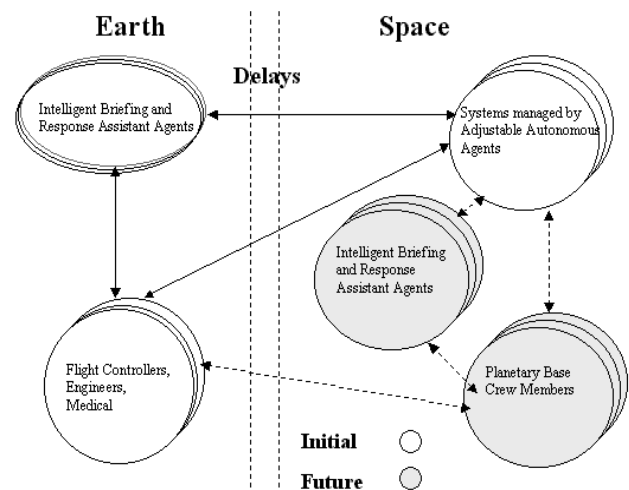 Earth
Space
Delays
Intelligent Briefing and
Response Assistant Agents
Systems managed by
Adjustable Autonomous
Agents
Intelligent Briefing
and Response
Assistant Agents
Flight Controllers,
Engineers,
Medical
Planetary Base
Crew Members
Initial
Future